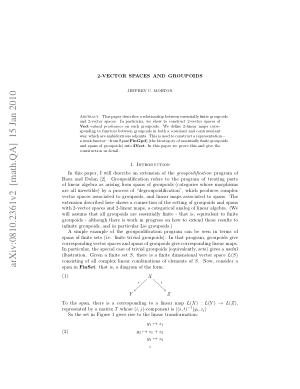 arXiv:0810.2361v2 [math.QA] 15 Jan 2010
2-VECTOR SPACES AND GROUPOIDS
JEFFREY C. MORTON
Abstract. This paper describes a relationship between essentially finite groupoids
and 2-vector spaces. In particular, we show to construct 2-vector spaces of
Vect-valued presheaves on such groupoids. We define 2-linear maps corre-
sponding to functors between groupoids in both a covariant and contravariant
way, which are ambidextrous adjoints. This is used to construct a representation—
a weak functor—from Span(FinGpd) (the bicategory of essentially finite groupoids
and spans of groupoids) into 2Vect. In this paper we prove this and give the
construction in detail.
1. Introduction
In this paper, I will describe an extension of the groupoidification program of
Baez and Dolan [2]. Groupoidification refers to the program of treating parts
of linear algebra as arising from spans of groupoids (categories whose morphisms
are all invertible) by a process of "degroupoidification", which produces complex
vector spaces associated to groupoids, and linear maps associated to spans. The
extension described here shows a connection of the setting of groupoids and spans
with 2-vector spaces and 2-linear maps, a categorical analog of linear algebra. (We
will assume that all groupoids are essentially finite - that is, equivalent to finite
groupoids - although there is work in progress on how to extend these results to
infinite groupoids, and in particular Lie groupoids.)
A simple example of the groupoidification program can be seen in terms of
spans of finite sets (i.e. finite trivial groupoids). In that program, groupoids give
corresponding vector spaces and spans of groupoids give corresponding linear maps.
In particular, the special case of trivial groupoids (equivalently, sets) gives a useful
illustration. Given a finite set S, there is a finite dimensional vector space L(S)
consisting of all complex linear combinations of elements of S. Now, consider a
span in FinSet: that is, a diagram of the form:
(1) X
s t
Y Z
To the span, there is a corresponding to a linear map L(X) : L(Y) → L(Z),
represented by a matrix T whose (i, j)-component is |(s, t)⁻¹(y_i, z_j)|
So the set in Figure 1 gives rise to the linear transformation:
y₁ ↦ z₁
(2) y₂ ↦ z₁ + z₂
y₃ ↦ z₂
1